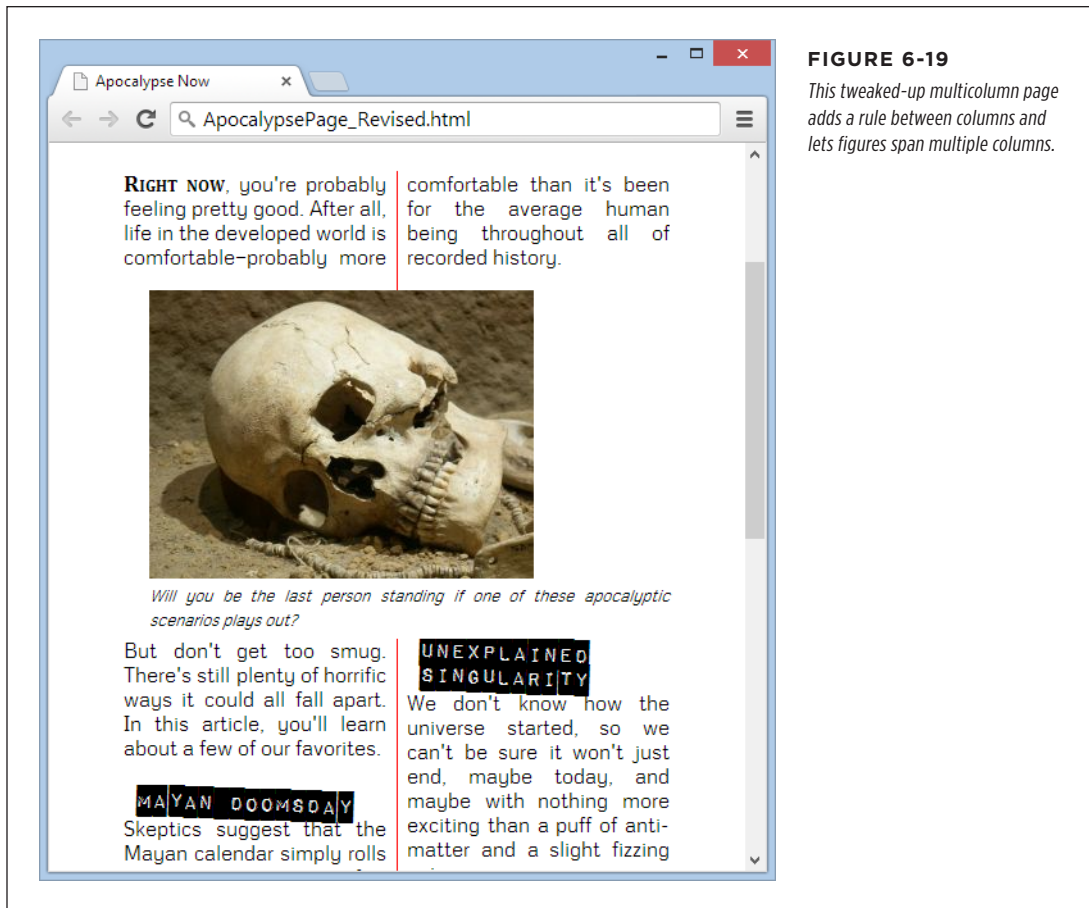 Apocalypse Now
ApocalypsePage_Revised.html
RIGHT NOW, you're probably
feeling pretty good. After all,
life in the developed world is
comfortable–probably more
comfortable than it's been
for the average human
being throughout all of
recorded history.
Will you be the last person standing if one of these apocalyptic
scenarios plays out?
But don't get too smug.
There's still plenty of horrific
ways it could all fall apart.
In this article, you'll learn
about a few of our favorites.
MAYAN DOOMSDAY
Skeptics suggest that the
Mayan calendar simply rolls
UNEXPLAINED
SINGULARITY
We don't know how the
universe started, so we
can't be sure it won't just
end, maybe today, and
maybe with nothing more
exciting than a puff of anti-
matter and a slight fizzing
FIGURE 6-19
This tweaked-up multicolumn page
adds a rule between columns and
lets figures span multiple columns.